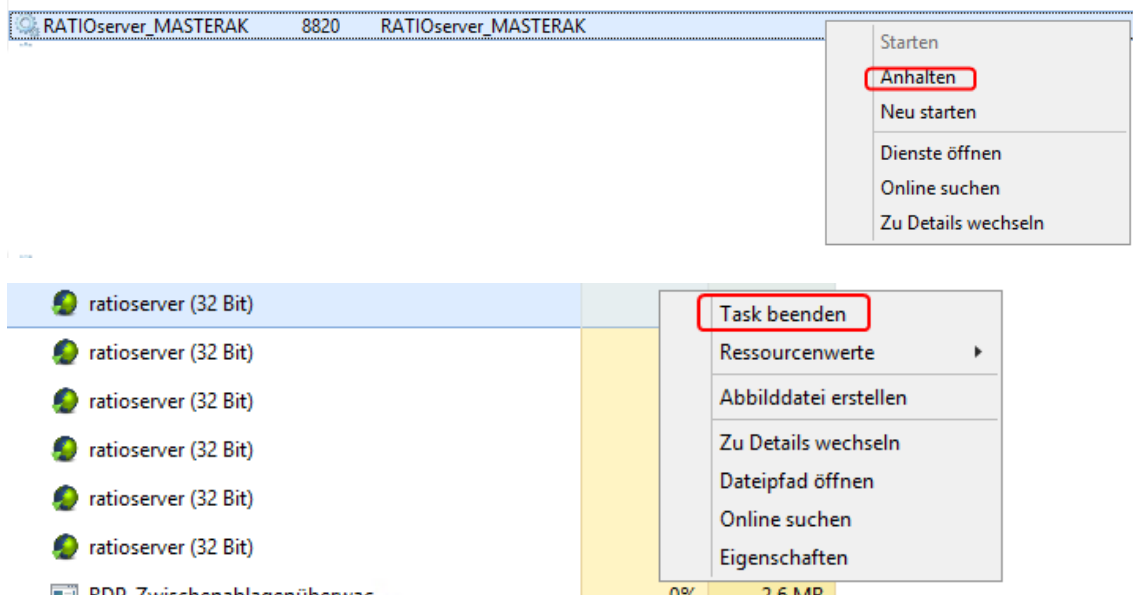 RATIOserver_MASTERAK 8820 RATIOserver_MASTERAK
Starten
Anhalten
Neu starten
Dienste öffnen
Online suchen
Zu Details wechseln
ratioserver (32 Bit)
ratioserver (32 Bit)
ratioserver (32 Bit)
ratioserver (32 Bit)
ratioserver (32 Bit)
ratioserver (32 Bit)
Task beenden
Ressourcenwerte
Abbilddatei erstellen
Zu Details wechseln
Dateipfad öffnen
Online suchen
Eigenschaften
RDP-Zwischenablagenüberwac... 0% 2,6 MB